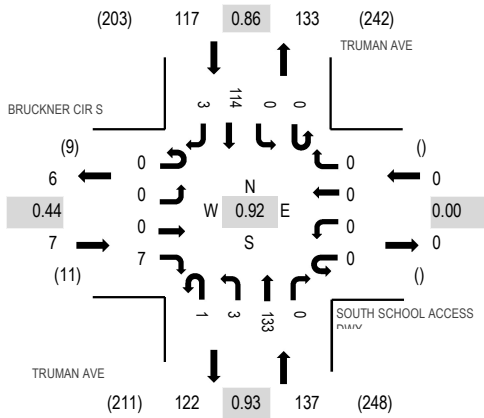 (203) 117 0.86 133 (242)
TRUMAN AVE
3 114 0 0
BRUCKNER CIR S
(9) 0 0 ()
6 0 0 0
0.44 0 W N 0.92 S E 0 0.00
7 7 0 0
(11) ()
1 3 133 0
SOUTH SCHOOL ACCESS
TRUMAN AVE
(211) 122 0.93 137 (248)